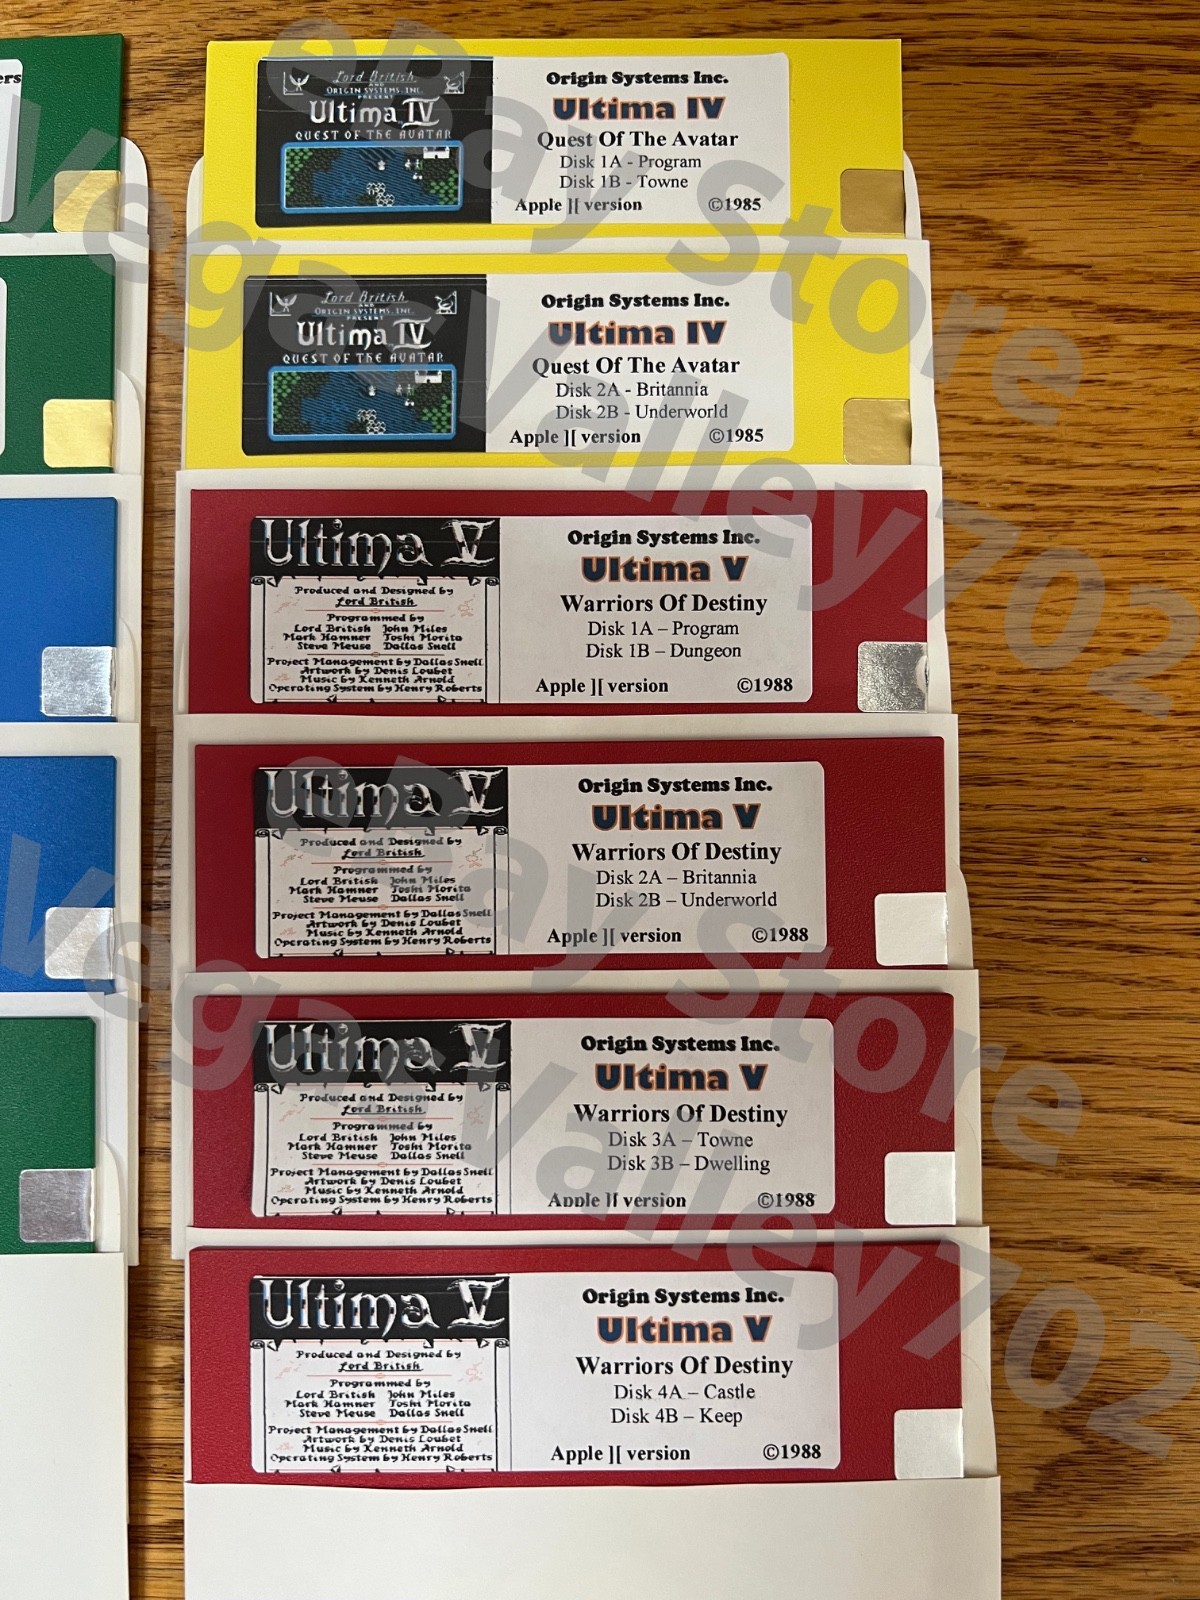 ers
Lord British
AND
ORIGIN SYSTEMS, INC.
PRESENT
Ultima IV
QUEST OF THE AVATAR
Origin Systems Inc.
Ultima IV
Quest Of The Avatar
Disk 1A - Program
Disk 1B - Towne
Apple ][ version ©1985
Lord British
AND
ORIGIN SYSTEMS, INC.
PRESENT
Ultima IV
QUEST OF THE AVATAR
Origin Systems Inc.
Ultima IV
Quest Of The Avatar
Disk 2A - Britannia
Disk 2B - Underworld
Apple ][ version ©1985
Ultima V
Produced and Designed by
Lord British
Programmed by
Lord British John Miles
Mark Hamner Toshi Morita
Steve Meuse Dallas Snell
Project Management by Dallas Snell
Artwork by Denis Loubet
Music by Kenneth Arnold
Operating System by Henry Roberts
Origin Systems Inc.
Ultima V
Warriors Of Destiny
Disk 1A – Program
Disk 1B – Dungeon
Apple ][ version ©1988
Ultima V
Produced and Designed by
Lord British
Programmed by
Lord British John Miles
Mark Hamner Toshi Morita
Steve Meuse Dallas Snell
Project Management by Dallas Snell
Artwork by Denis Loubet
Music by Kenneth Arnold
Operating System by Henry Roberts
Origin Systems Inc.
Ultima V
Warriors Of Destiny
Disk 2A – Britannia
Disk 2B – Underworld
Apple ][ version ©1988
Ultima V
Produced and Designed by
Lord British
Programmed by
Lord British John Miles
Mark Hamner Toshi Morita
Steve Meuse Dallas Snell
Project Management by Dallas Snell
Artwork by Denis Loubet
Music by Kenneth Arnold
Operating System by Henry Roberts
Origin Systems Inc.
Ultima V
Warriors Of Destiny
Disk 3A – Towne
Disk 3B – Dwelling
Apple ][ version ©1988
Ultima V
Produced and Designed by
Lord British
Programmed by
Lord British John Miles
Mark Hamner Toshi Morita
Steve Meuse Dallas Snell
Project Management by Dallas Snell
Artwork by Denis Loubet
Music by Kenneth Arnold
Operating System by Henry Roberts
Origin Systems Inc.
Ultima V
Warriors Of Destiny
Disk 4A – Castle
Disk 4B – Keep
Apple ][ version ©1988
eBay Store
VegasValley702
eBay Store
VegasValley702